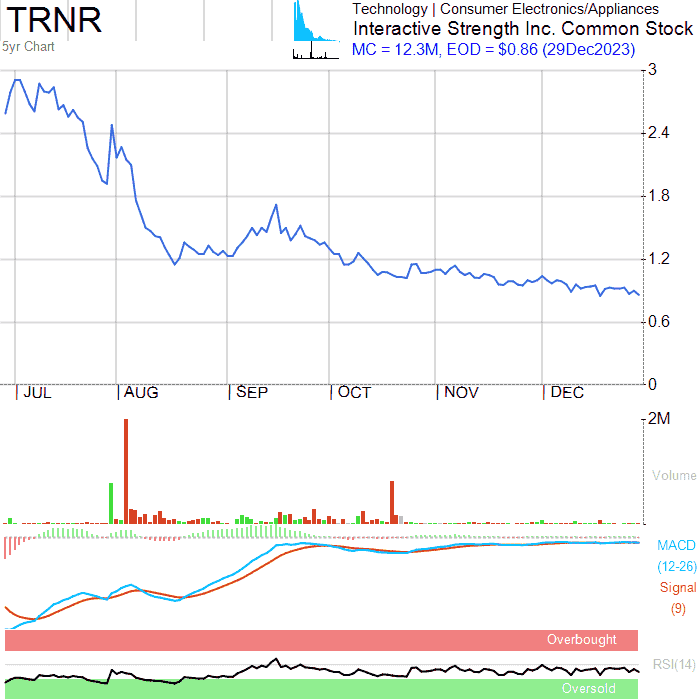 TRNR
Technology | Consumer Electronics/Appliances
Interactive Strength Inc. Common Stock
5yr Chart
MC = 12.3M, EOD = $0.86 (29Dec2023)
3
2.4
1.8
1.2
0.6
0
JUL AUG SEP OCT NOV DEC
2M
Volume
MACD
(12-26)
Signal
(9)
Overbought
RSI(14)
Oversold